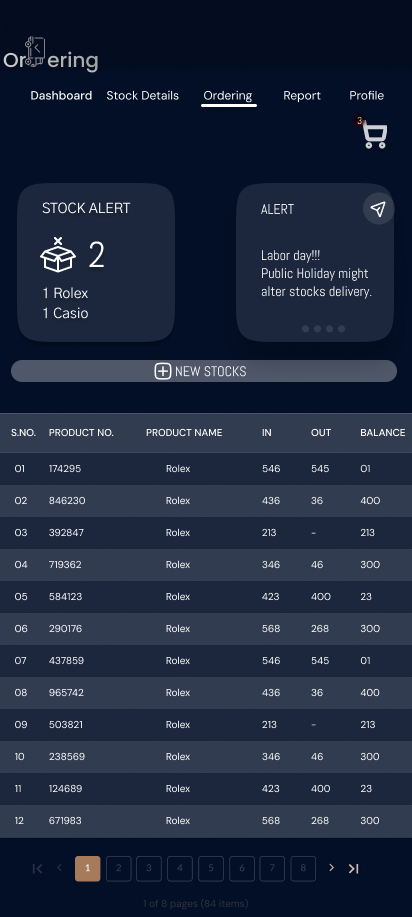 Ordering
Dashboard Stock Details Ordering Report Profile
3
STOCK ALERT
2
1 Rolex
1 Casio
ALERT
Labor day!!!
Public Holiday might
alter stocks delivery.
NEW STOCKS
S.NO. PRODUCT NO. PRODUCT NAME IN OUT BALANCE
01 174295 Rolex 546 545 01
02 846230 Rolex 436 36 400
03 392847 Rolex 213 - 213
04 719362 Rolex 346 46 300
05 584123 Rolex 423 400 23
06 290176 Rolex 568 268 300
07 437859 Rolex 546 545 01
08 965742 Rolex 436 36 400
09 503821 Rolex 213 - 213
10 238569 Rolex 346 46 300
11 124689 Rolex 423 400 23
12 671983 Rolex 568 268 300
1 2 3 4 5 6 7 8
1 of 8 pages (84 items)